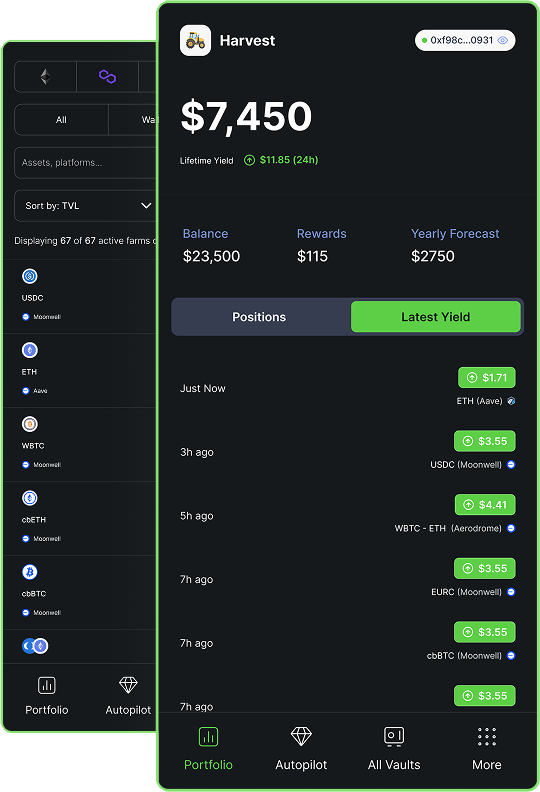 Harvest
0xf98c...0931
$7,450
Lifetime Yield $11.85 (24h)
Balance Rewards Yearly Forecast
$23,500 $115 $2750
Positions Latest Yield
Just Now $1.71
ETH (Aave)
3h ago $3.55
USDC (Moonwell)
5h ago $4.41
WBTC - ETH (Aerodrome)
7h ago $3.55
EURC (Moonwell)
7h ago $3.55
cbBTC (Moonwell)
7h ago $3.55
Portfolio Autopilot All Vaults More
All
Assets, platforms...
Sort by: TVL
Displaying 67 of 67 active farms
USDC
Moonwell
ETH
Aave
WBTC
Moonwell
cbETH
Moonwell
cbBTC
Moonwell
Portfolio Autopilot